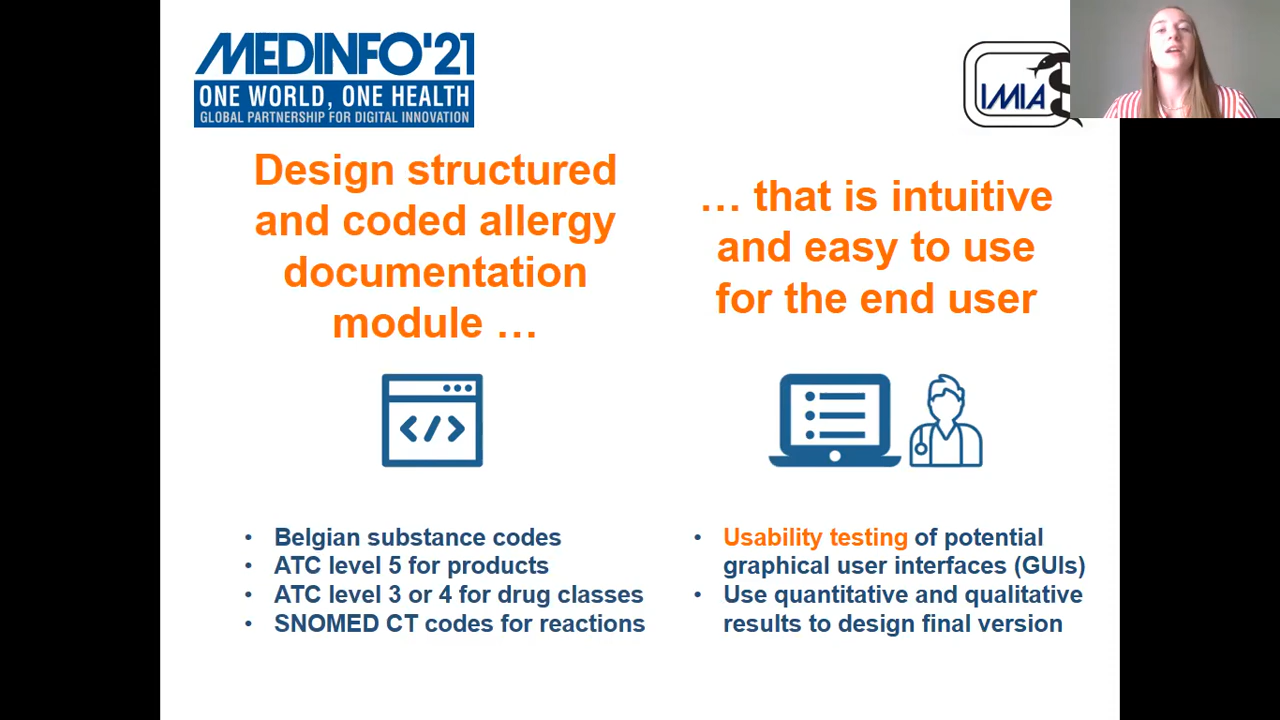 MEDINFO'21
ONE WORLD, ONE HEALTH
GLOBAL PARTNERSHIP FOR DIGITAL INNOVATION
IMIA
Design structured
and coded allergy
documentation
module …
… that is intuitive
and easy to use
for the end user
</>
• Belgian substance codes
• ATC level 5 for products
• ATC level 3 or 4 for drug classes
• SNOMED CT codes for reactions
• Usability testing of potential
graphical user interfaces (GUIs)
• Use quantitative and qualitative
results to design final version